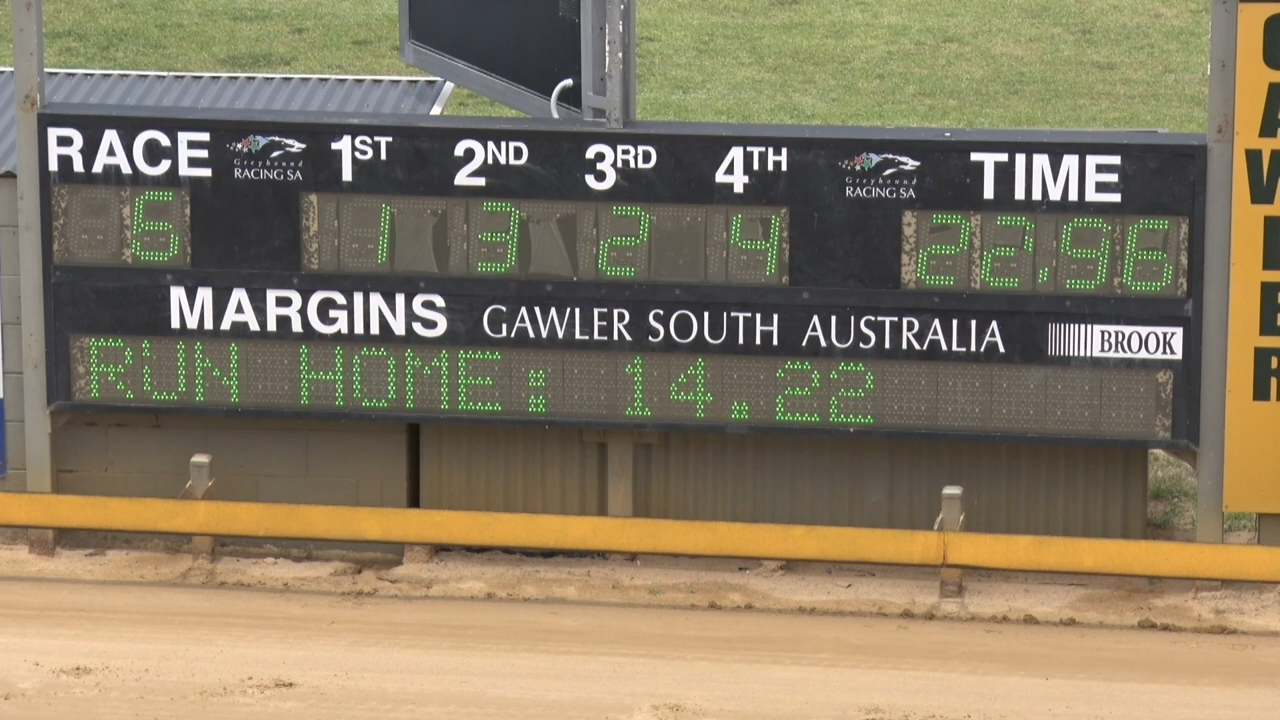 RACE Greyhound RACING SA 1ST 2ND 3RD 4TH Greyhound RACING SA TIME
6 1 3 2 4 22.96
MARGINS GAWLER SOUTH AUSTRALIA BROOK
RUN HOME: 14.22